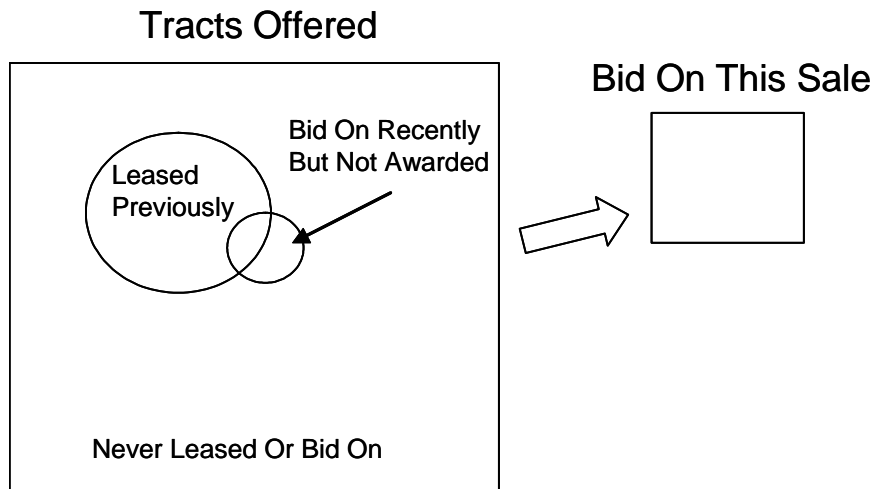 Tracts Offered
Bid On This Sale
Bid On Recently
But Not Awarded
Leased
Previously
Never Leased Or Bid On